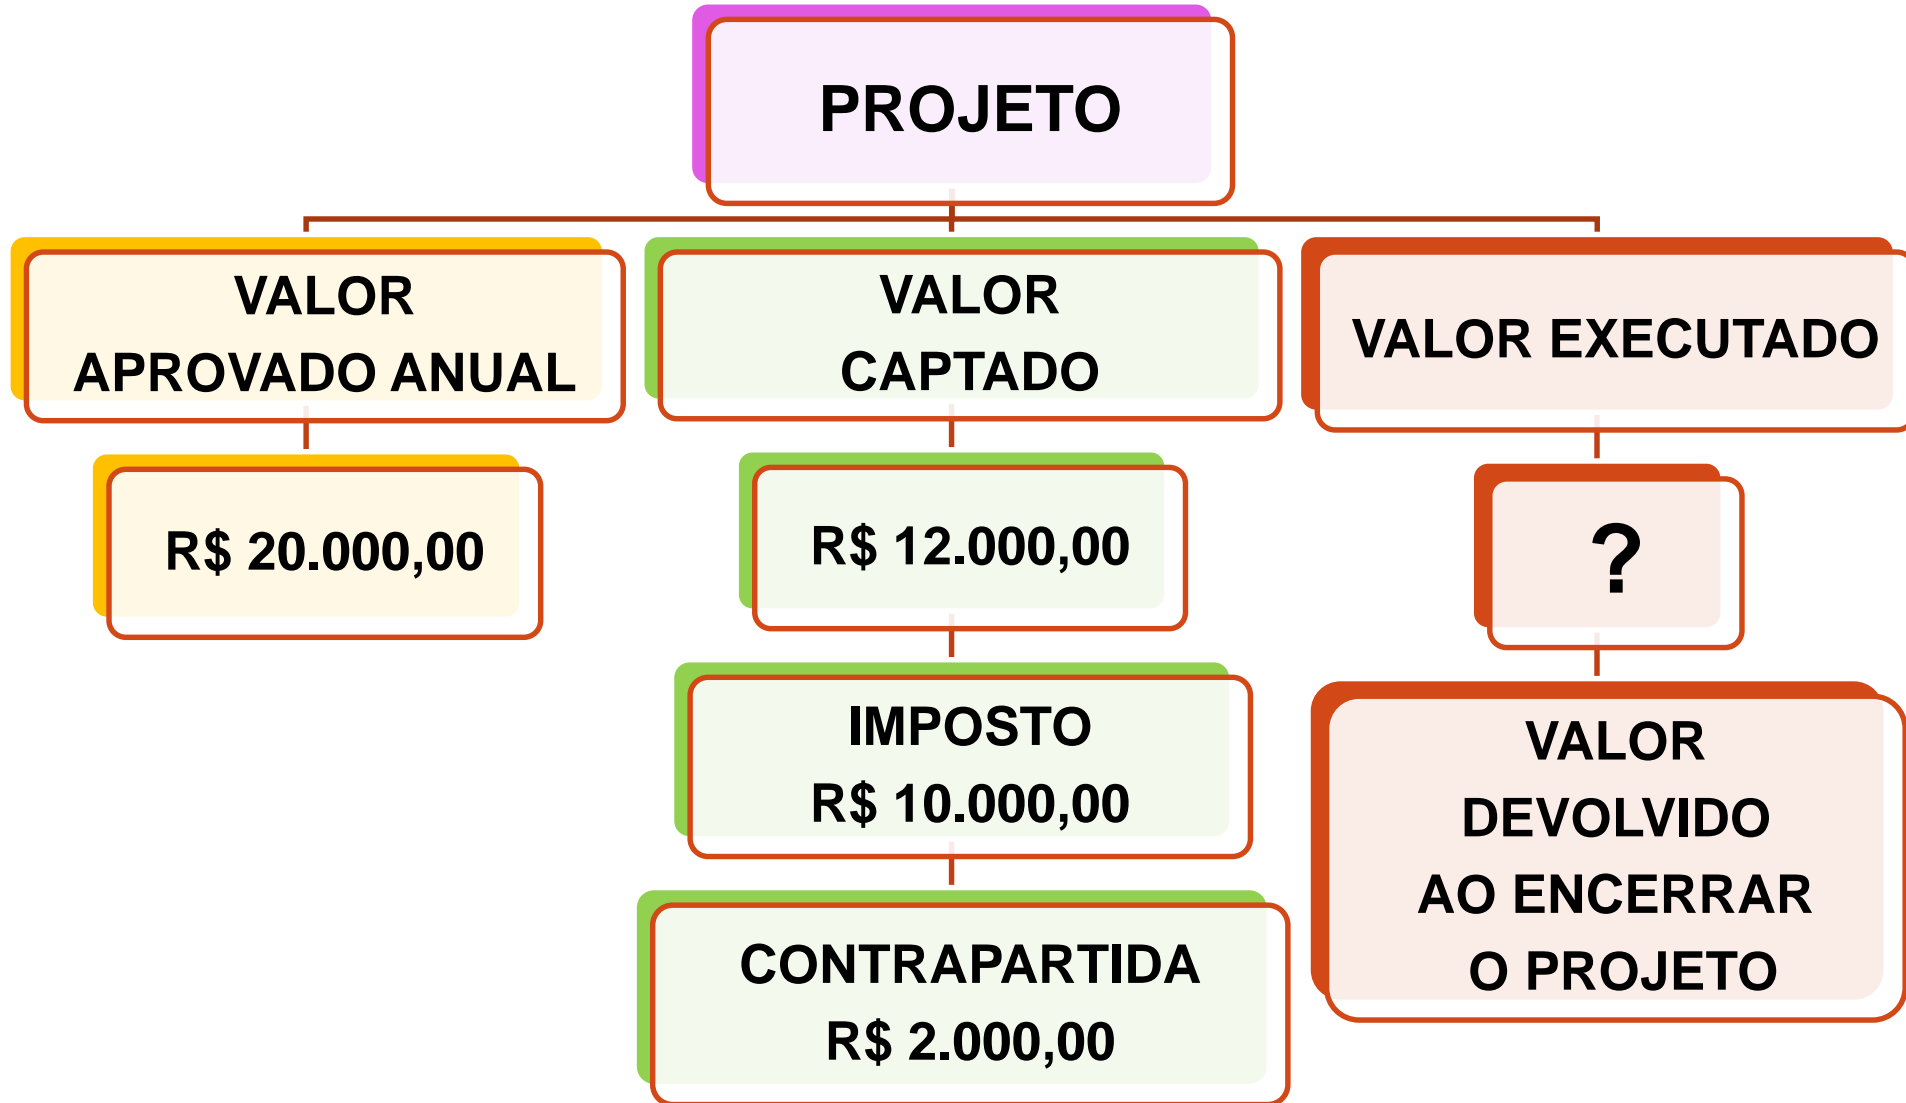 PROJETO
VALOR
APROVADO ANUAL
R$ 20.000,00
VALOR
CAPTADO
R$ 12.000,00
IMPOSTO
R$ 10.000,00
CONTRAPARTIDA
R$ 2.000,00
VALOR EXECUTADO
?
VALOR
DEVOLVIDO
AO ENCERRAR
O PROJETO